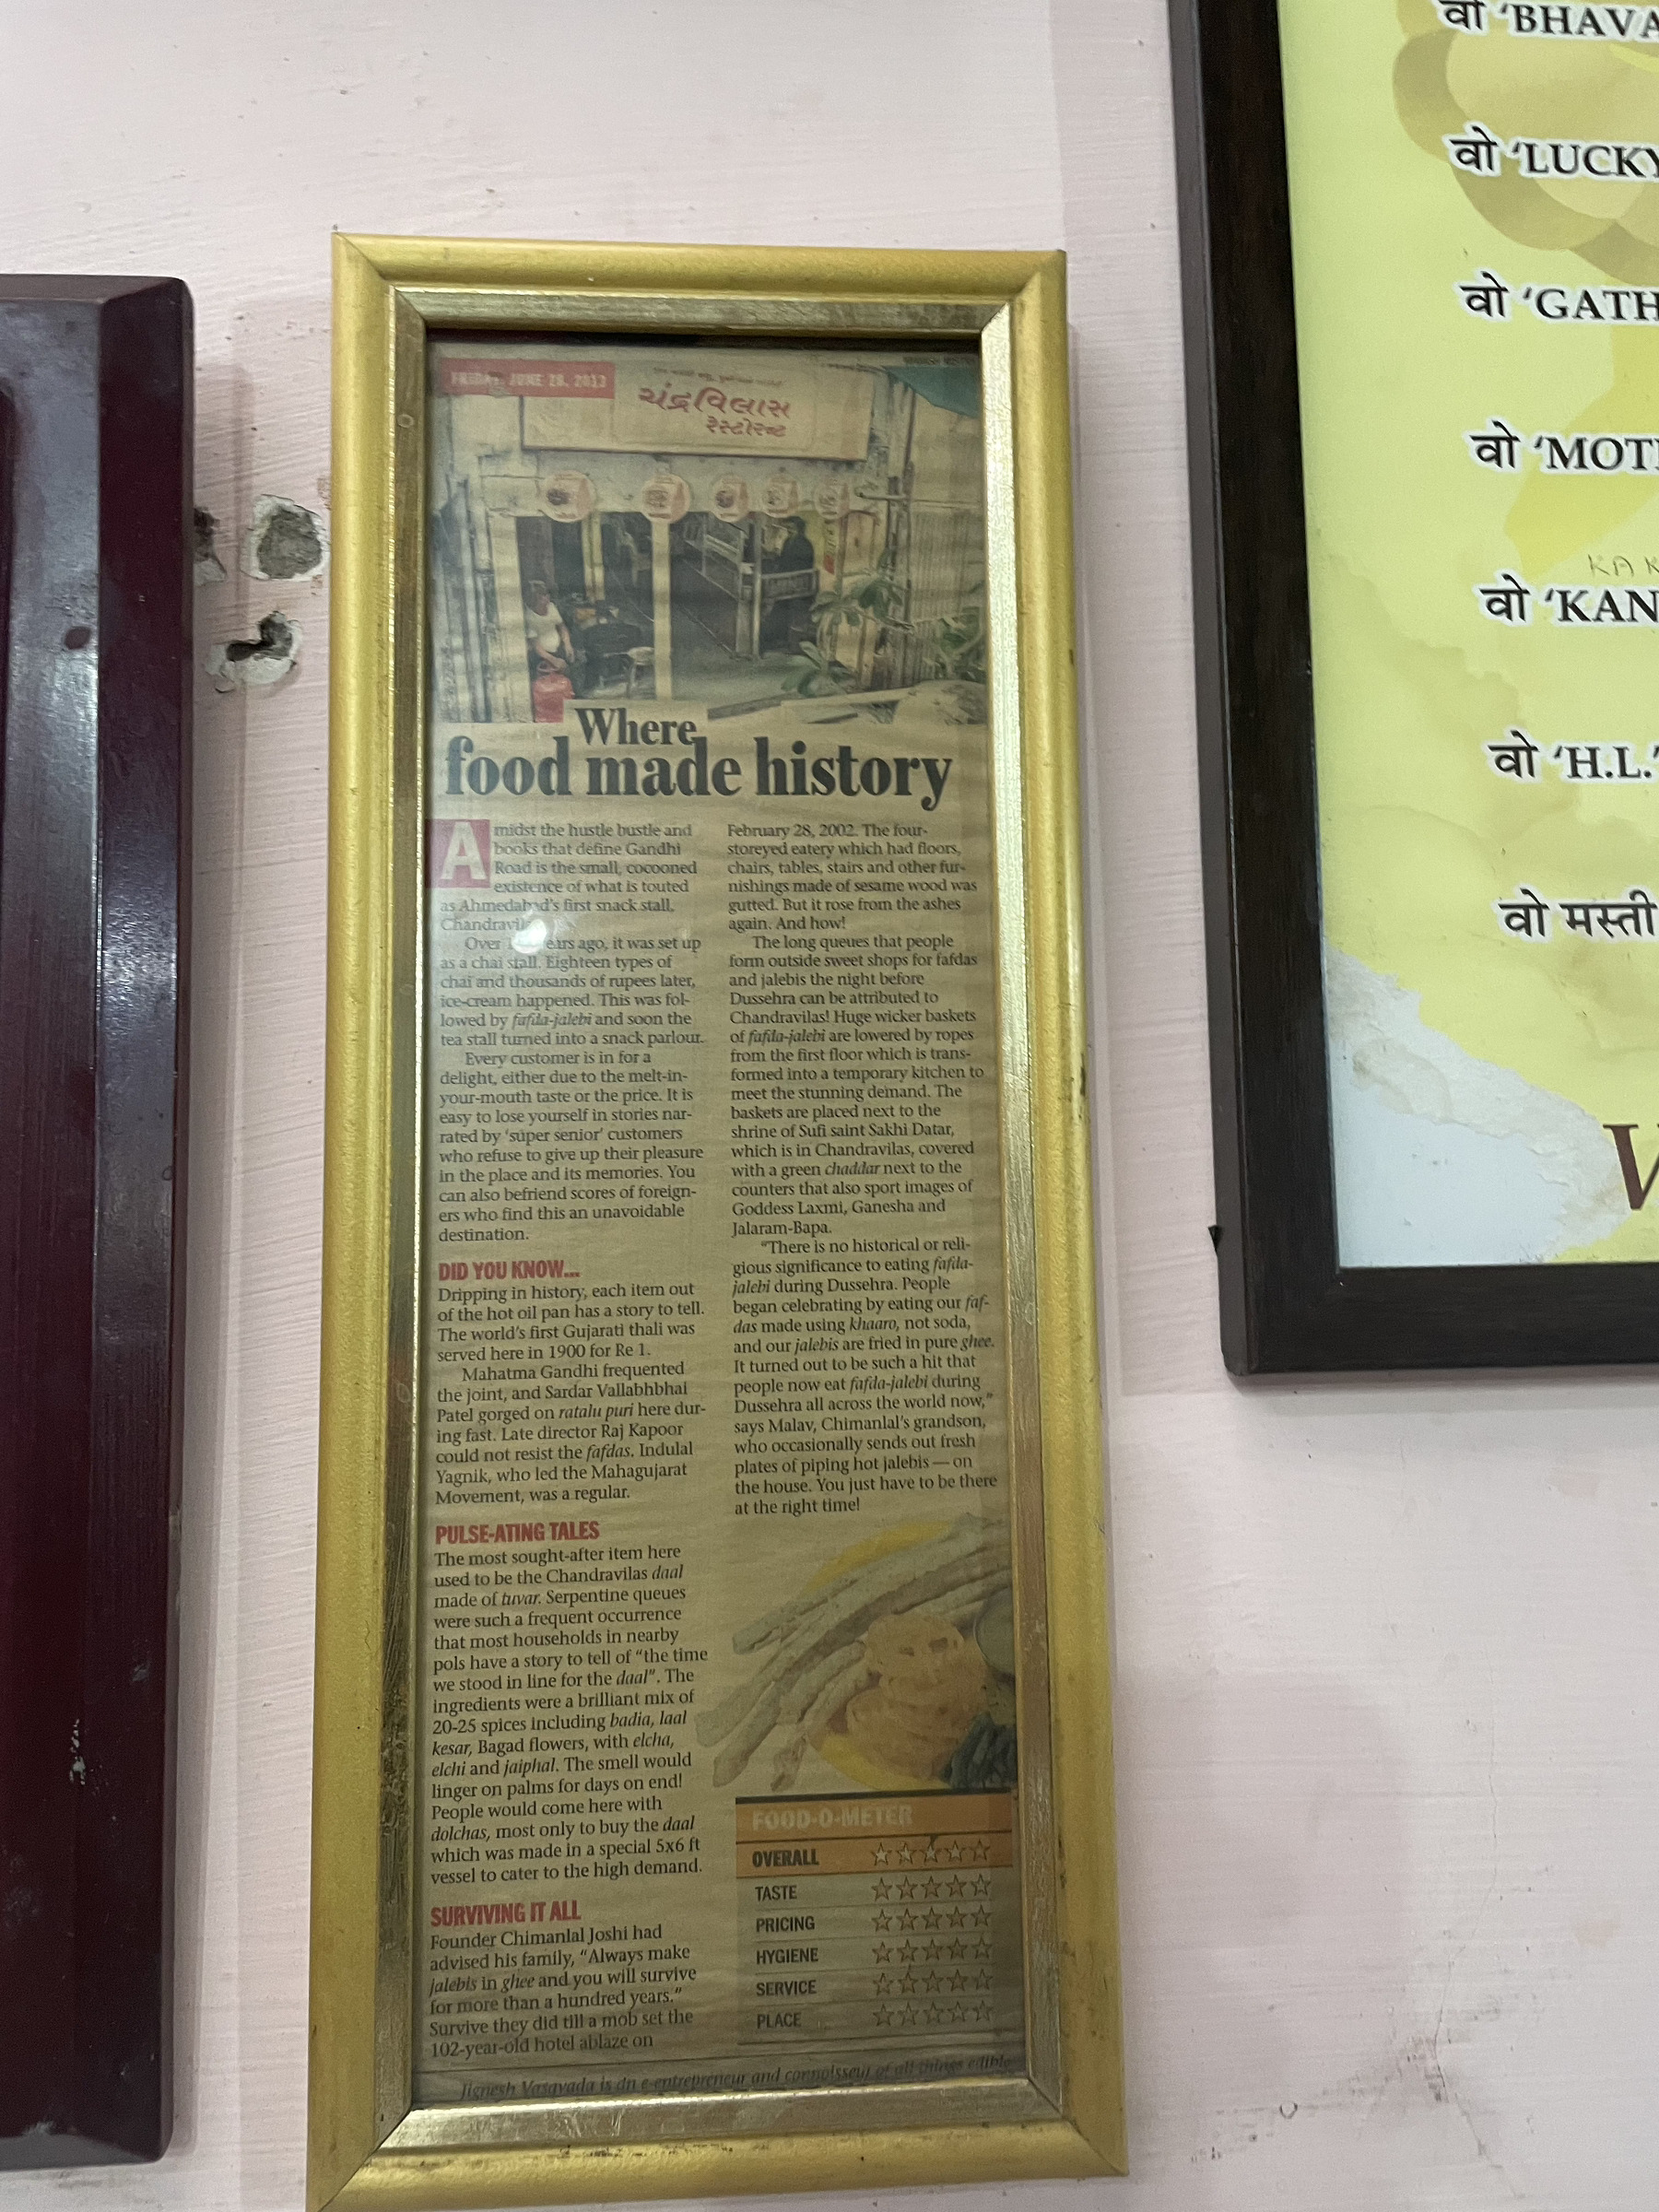 FRIDAY, JUNE 28, 2013
ચંદ્રવિલાસ
રેસ્ટોરન્ટ
Where
food made history
Amidst the hustle bustle and
books that define Gandhi
Road is the small, cocooned
existence of what is touted
as Ahmedabad's first snack stall,
Over ears ago, it was set up
as a chai stall. Eighteen types of
chai and thousands of rupees later,
ice-cream happened. This was fol-
lowed by fafda-jalebi and soon the
tea stall turned into a snack parlour.
Every customer is in for a
delight, either due to the melt-in-
your-mouth taste or the price. It is
easy to lose yourself in stories nar-
rated by 'super senior' customers
who refuse to give up their pleasure
in the place and its memories. You
can also befriend scores of foreign-
ers who find this an unavoidable
destination.
DID YOU KNOW...
Dripping in history, each item out
of the hot oil pan has a story to tell.
The world's first Gujarati thali was
served here in 1900 for Re 1.
Mahatma Gandhi frequented
the joint, and Sardar Vallabhbhai
Patel gorged on ratalu puri here dur-
ing fast. Late director Raj Kapoor
could not resist the fafdas. Indulal
Yagnik, who led the Mahagujarat
Movement, was a regular.
PULSE-ATING TALES
The most sought-after item here
used to be the Chandravilas daal
made of tuvar. Serpentine queues
were such a frequent occurrence
that most households in nearby
pols have a story to tell of "the time
we stood in line for the daal". The
ingredients were a brilliant mix of
20-25 spices including badia, laal
kesar, Bagad flowers, with elcha,
elchi and jaiphal. The smell would
linger on palms for days on end!
People would come here with
dolchas, most only to buy the daal
which was made in a special 5x6 ft
vessel to cater to the high demand.
SURVIVING IT ALL
Founder Chimanlal Joshi had
advised his family, "Always make
jalebis in ghee and you will survive
for more than a hundred years."
Survive they did till a mob set the
102-year-old hotel ablaze on
February 28, 2002. The four-
storeyed eatery which had floors,
chairs, tables, stairs and other fur-
nishings made of sesame wood was
gutted. But it rose from the ashes
again. And how!
The long queues that people
form outside sweet shops for fafdas
and jalebis the night before
Dussehra can be attributed to
Chandravilas! Huge wicker baskets
of fafda-jalebi are lowered by ropes
from the first floor which is trans-
formed into a temporary kitchen to
meet the stunning demand. The
baskets are placed next to the
shrine of Sufi saint Sakhi Datar,
which is in Chandravilas, covered
with a green chaddar next to the
counters that also sport images of
Goddess Laxmi, Ganesha and
Jalaram-Bapa.
"There is no historical or reli-
gious significance to eating fafda-
jalebi during Dussehra. People
began celebrating by eating our faf-
das made using khaaro, not soda,
and our jalebis are fried in pure ghee.
It turned out to be such a hit that
people now eat fafda-jalebi during
Dussehra all across the world now,"
says Malav, Chimanlal's grandson,
who occasionally sends out fresh
plates of piping hot jalebis — on
the house. You just have to be there
at the right time!
FOOD-O-METER
OVERALL
TASTE
PRICING
HYGIENE
SERVICE
PLACE
Jignesh Vasavada is an e-entrepreneur and connoisseur of all things edible
वो 'BHAVA
वो 'LUCKY
वो 'GATH
वो 'MOT
KA K
वो 'KAN
वो 'H.L.'
वो मस्ती